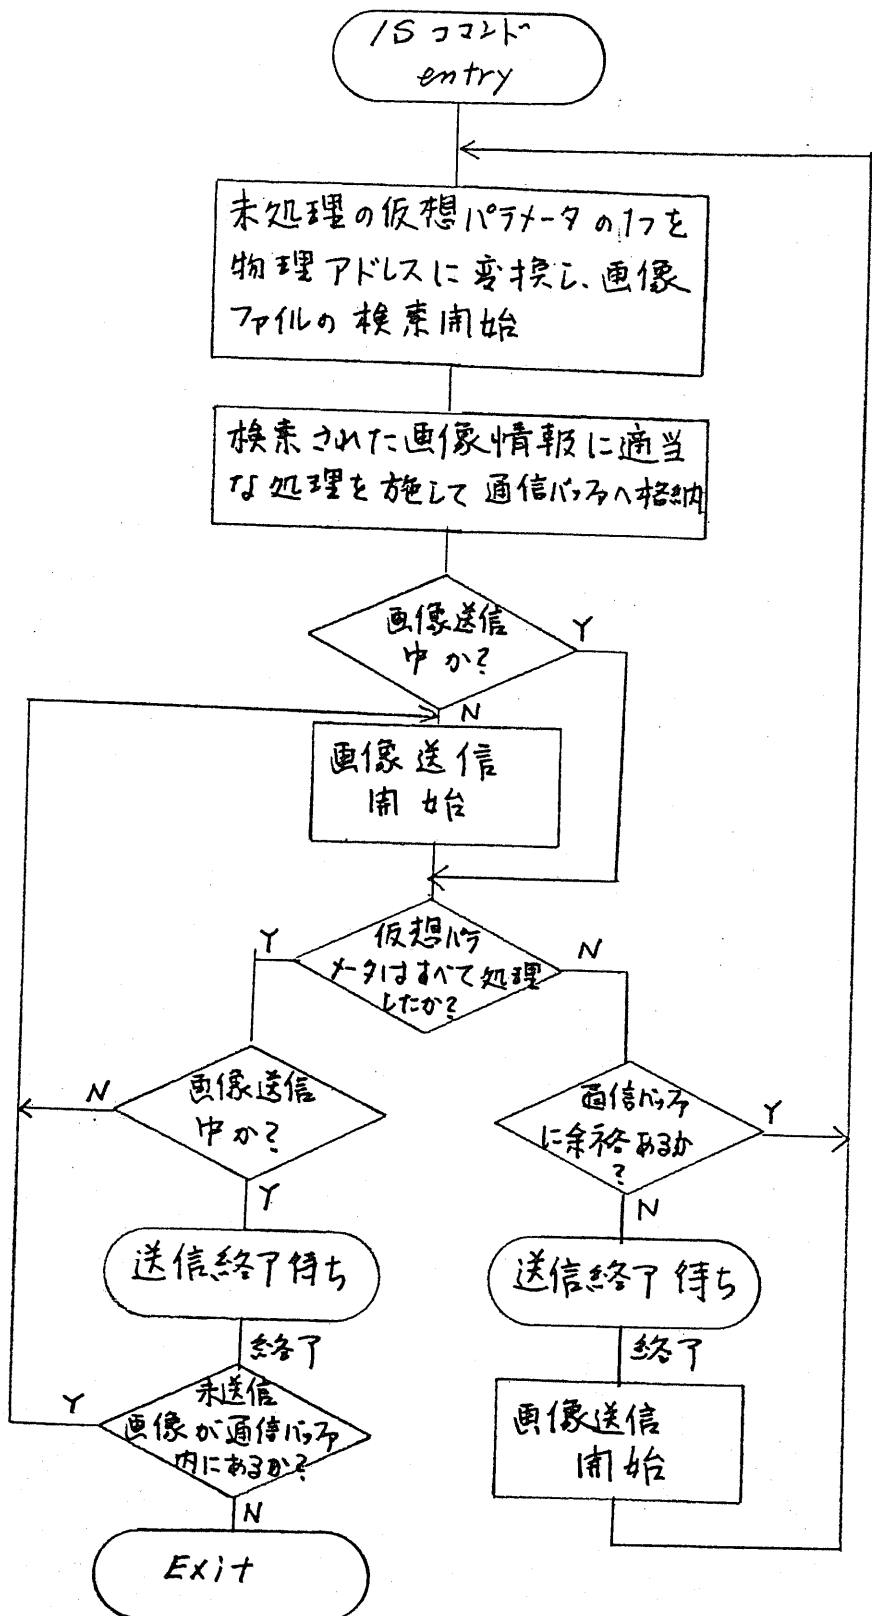 ISコマンド
entry
未処理の仮想パラメータの1つを
物理アドレスに変換し、画像
ファイルの検索開始
検索された画像情報に適当
な処理を施して通信バッファへ格納
画像送信
中か?
Y
N
画像送信
開始
仮想パラ
メータはすべて処理
したか?
Y
N
画像送信
中か?
N
Y
通信バッファ
に余裕あるか
?
Y
N
送信終了待ち
終了
送信終了待ち
終了
未送信
画像が通信バッファ
内にあるか?
Y
N
画像送信
開始
Exit